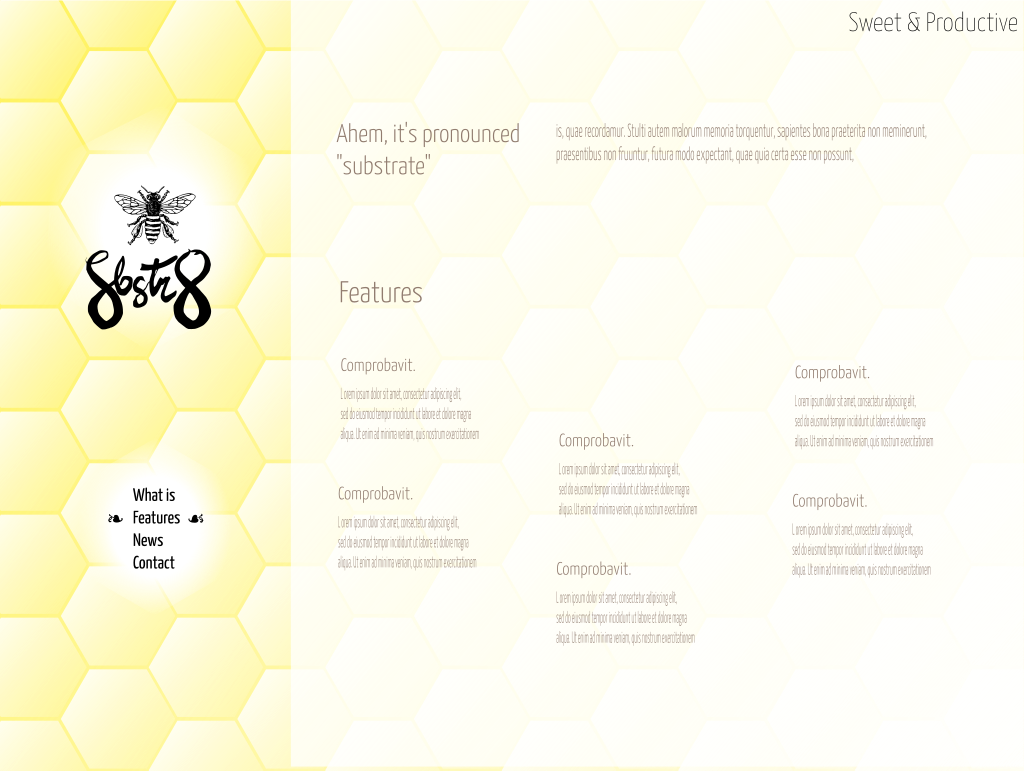 Sweet & Productive
Ahem, it's pronounced
"substrate"
is, quae recordamur. Stulti autem malorum memoria torquentur, sapientes bona praeterita non meminerunt,
praesentibus non fruuntur, futura modo expectant, quae quia certa esse non possunt,
Sbstr8
What is
Features
News
Contact
Features
Comprobavit.
Lorem ipsum dolor sit amet, consectetur adipiscing elit,
sed do eiusmod tempor incididunt ut labore et dolore magna
aliqua. Ut enim ad minima veniam, quis nostrum exercitationem
Comprobavit.
Lorem ipsum dolor sit amet, consectetur adipiscing elit,
sed do eiusmod tempor incididunt ut labore et dolore magna
aliqua. Ut enim ad minima veniam, quis nostrum exercitationem
Comprobavit.
Lorem ipsum dolor sit amet, consectetur adipiscing elit,
sed do eiusmod tempor incididunt ut labore et dolore magna
aliqua. Ut enim ad minima veniam, quis nostrum exercitationem
Comprobavit.
Lorem ipsum dolor sit amet, consectetur adipiscing elit,
sed do eiusmod tempor incididunt ut labore et dolore magna
aliqua. Ut enim ad minima veniam, quis nostrum exercitationem
Comprobavit.
Lorem ipsum dolor sit amet, consectetur adipiscing elit,
sed do eiusmod tempor incididunt ut labore et dolore magna
aliqua. Ut enim ad minima veniam, quis nostrum exercitationem
Comprobavit.
Lorem ipsum dolor sit amet, consectetur adipiscing elit,
sed do eiusmod tempor incididunt ut labore et dolore magna
aliqua. Ut enim ad minima veniam, quis nostrum exercitationem